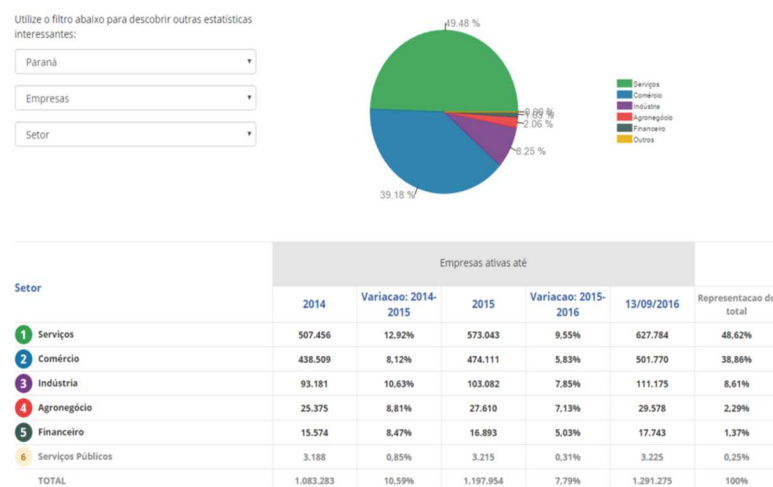 Utilize o filtro abaixo para descobrir outras estatísticas
interessantes:
Paraná
Empresas
Setor
49.48 %
2.06 %
8.25 %
39.18 %
Serviços
Comércio
Indústria
Agronegócio
Financeiro
Outros
Empresas ativas até
Setor 2014 Variacao: 2014-2015 2015 Variacao: 2015-2016 13/09/2016 Representacao do total
1 Serviços 507.456 12,92% 573.043 9,55% 627.784 48,62%
2 Comércio 438.509 8,12% 474.111 5,83% 501.770 38,86%
3 Indústria 93.181 10,63% 103.082 7,85% 111.175 8,61%
4 Agronegócio 25.375 8,81% 27.610 7,13% 29.578 2,29%
5 Financeiro 15.574 8,47% 16.893 5,03% 17.743 1,37%
6 Serviços Públicos 3.188 0,85% 3.215 0,31% 3.225 0,25%
TOTAL 1.083.283 10,59% 1.197.954 7,79% 1.291.275 100%